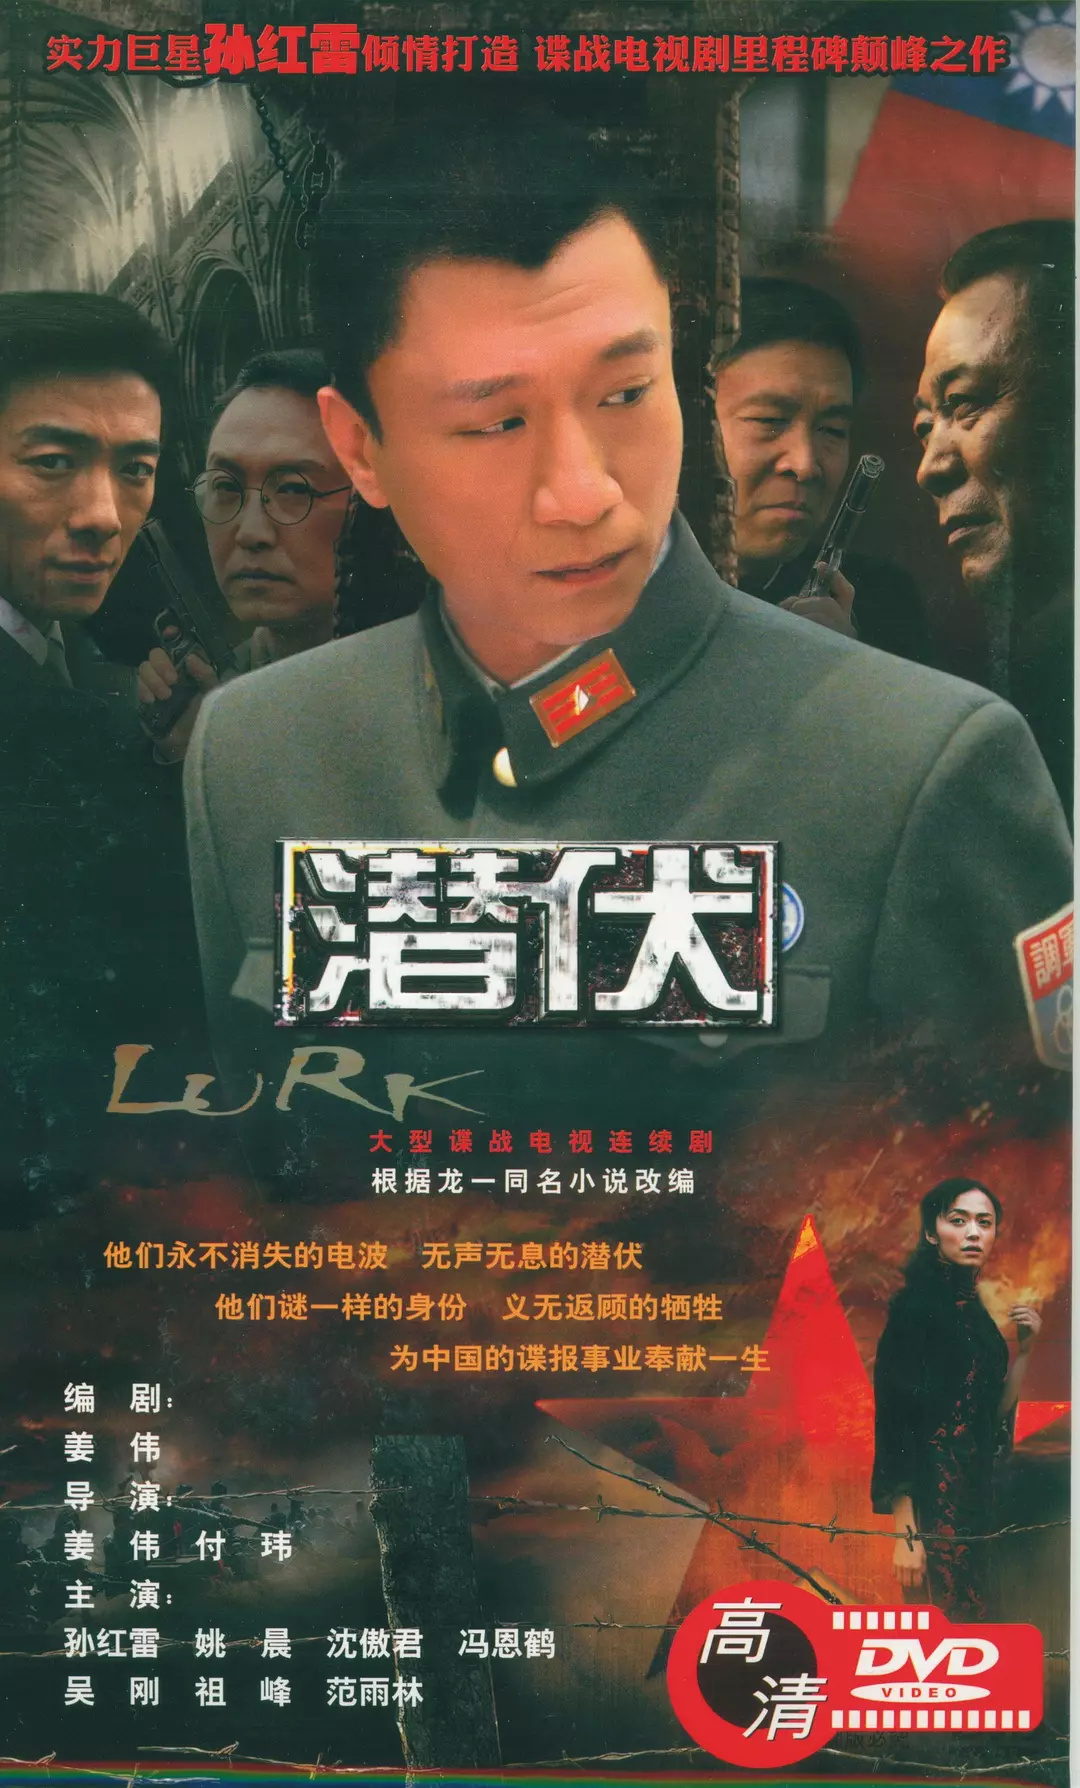 实力巨星孙红雷倾情打造 谍战电视剧里程碑颠峰之作
調
潜伏
LURK
大型谍战电视连续剧
根据龙一同名小说改编
他们永不消失的电波 无声无息的潜伏
他们谜一样的身份 义无返顾的牺牲
为中国的谍报事业奉献一生
编 剧:
姜 伟
导 演:
姜 伟 付 玮
主 演:
孙红雷 姚 晨 沈傲君 冯恩鹤
吴 刚 祖 峰 范雨林
高清
DVD
VIDEO